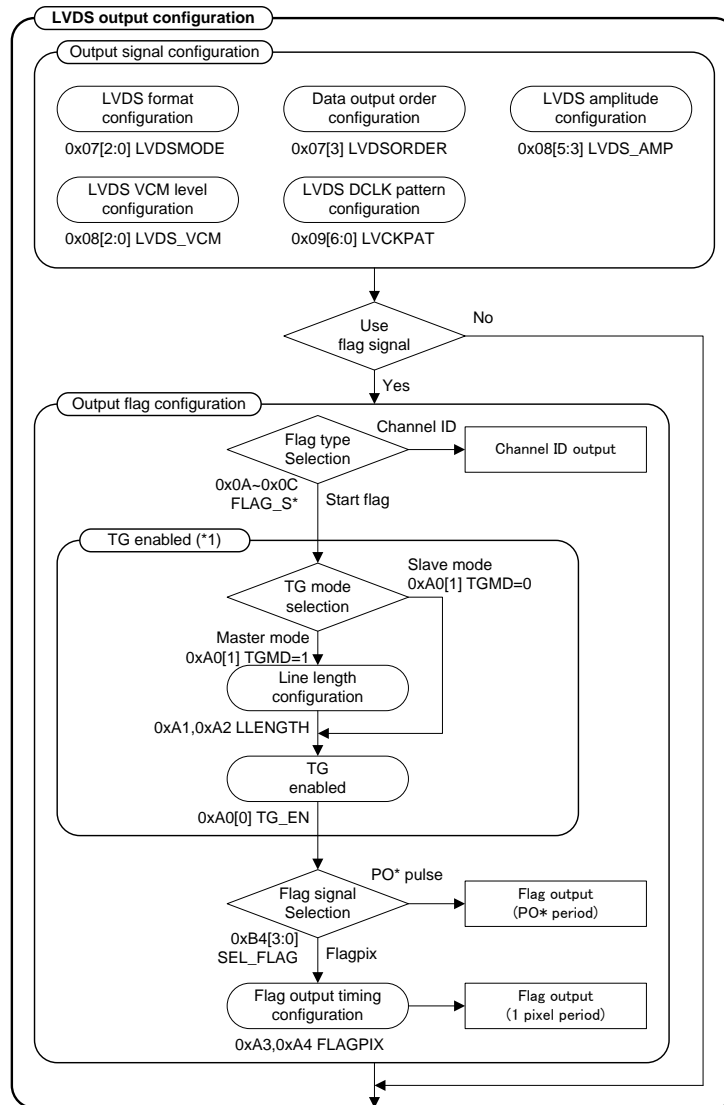 LVDS output configuration
Output signal configuration
LVDS format
configuration
0x07[2:0] LVDSMODE
Data output order
configuration
0x07[3] LVDSORDER
LVDS amplitude
configuration
0x08[5:3] LVDS_AMP
LVDS VCM level
configuration
0x08[2:0] LVDS_VCM
LVDS DCLK pattern
configuration
0x09[6:0] LVCKPAT
Use
flag signal
No
Yes
Output flag configuration
Flag type
Selection
Channel ID
Channel ID output
0x0A~0x0C
FLAG_S*
Start flag
TG enabled (*1)
TG mode
selection
Slave mode
0xA0[1] TGMD=0
Master mode
0xA0[1] TGMD=1
Line length
configuration
0xA1,0xA2 LLENGTH
TG
enabled
0xA0[0] TG_EN
Flag signal
Selection
PO* pulse
Flag output
(PO* period)
0xB4[3:0]
SEL_FLAG
Flagpix
Flag output timing
configuration
Flag output
(1 pixel period)
0xA3,0xA4 FLAGPIX